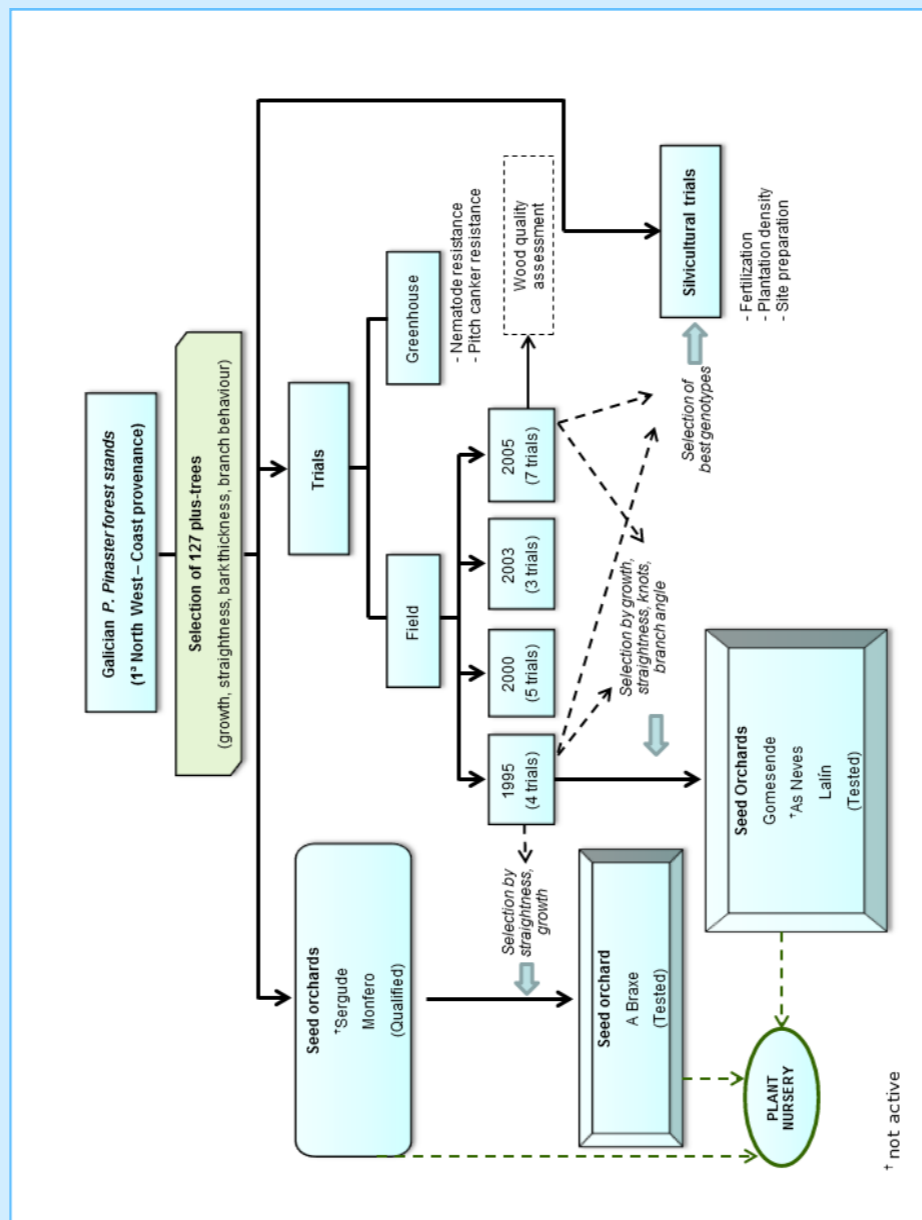 Galician P. Pinaster forest stands
(1ª North West – Coast provenance)
Selection of 127 plus-trees
(growth, straightness, bark thickness, branch behaviour)
Seed orchards
†Sergude
Monfero
(Qualified)
Trials
Field
Greenhouse
- Nematode resistance
- Pitch canker resistance
1995
(4 trials)
2000
(5 trials)
2003
(3 trials)
2005
(7 trials)
Wood quality
assessment
Selection by
straightness,
growth
Selection by growth,
straightness, knots,
branch angle
Selection of
best genotypes
Seed orchard
A Braxe
(Tested)
Seed Orchards
Gomesende
†As Neves
Lalín
(Tested)
Silvicultural trials
- Fertilization
- Plantation density
- Site preparation
PLANT
NURSERY
† not active